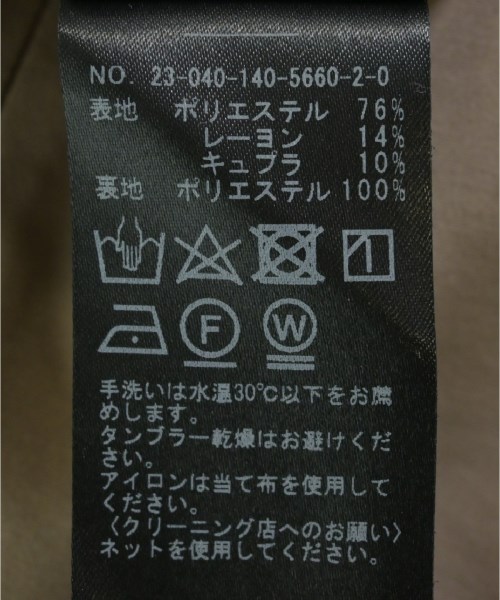 NO. 23-040-140-5660-2-0
表地 ポリエステル 76%
レーヨン 14%
キュプラ 10%
裏地 ポリエステル 100%
F W
手洗いは水温30℃以下をお薦
めします。
タンブラー乾燥はお避けくだ
さい。
アイロンは当て布を使用して
ください。
〈クリーニング店へのお願い〉
ネットを使用してください。